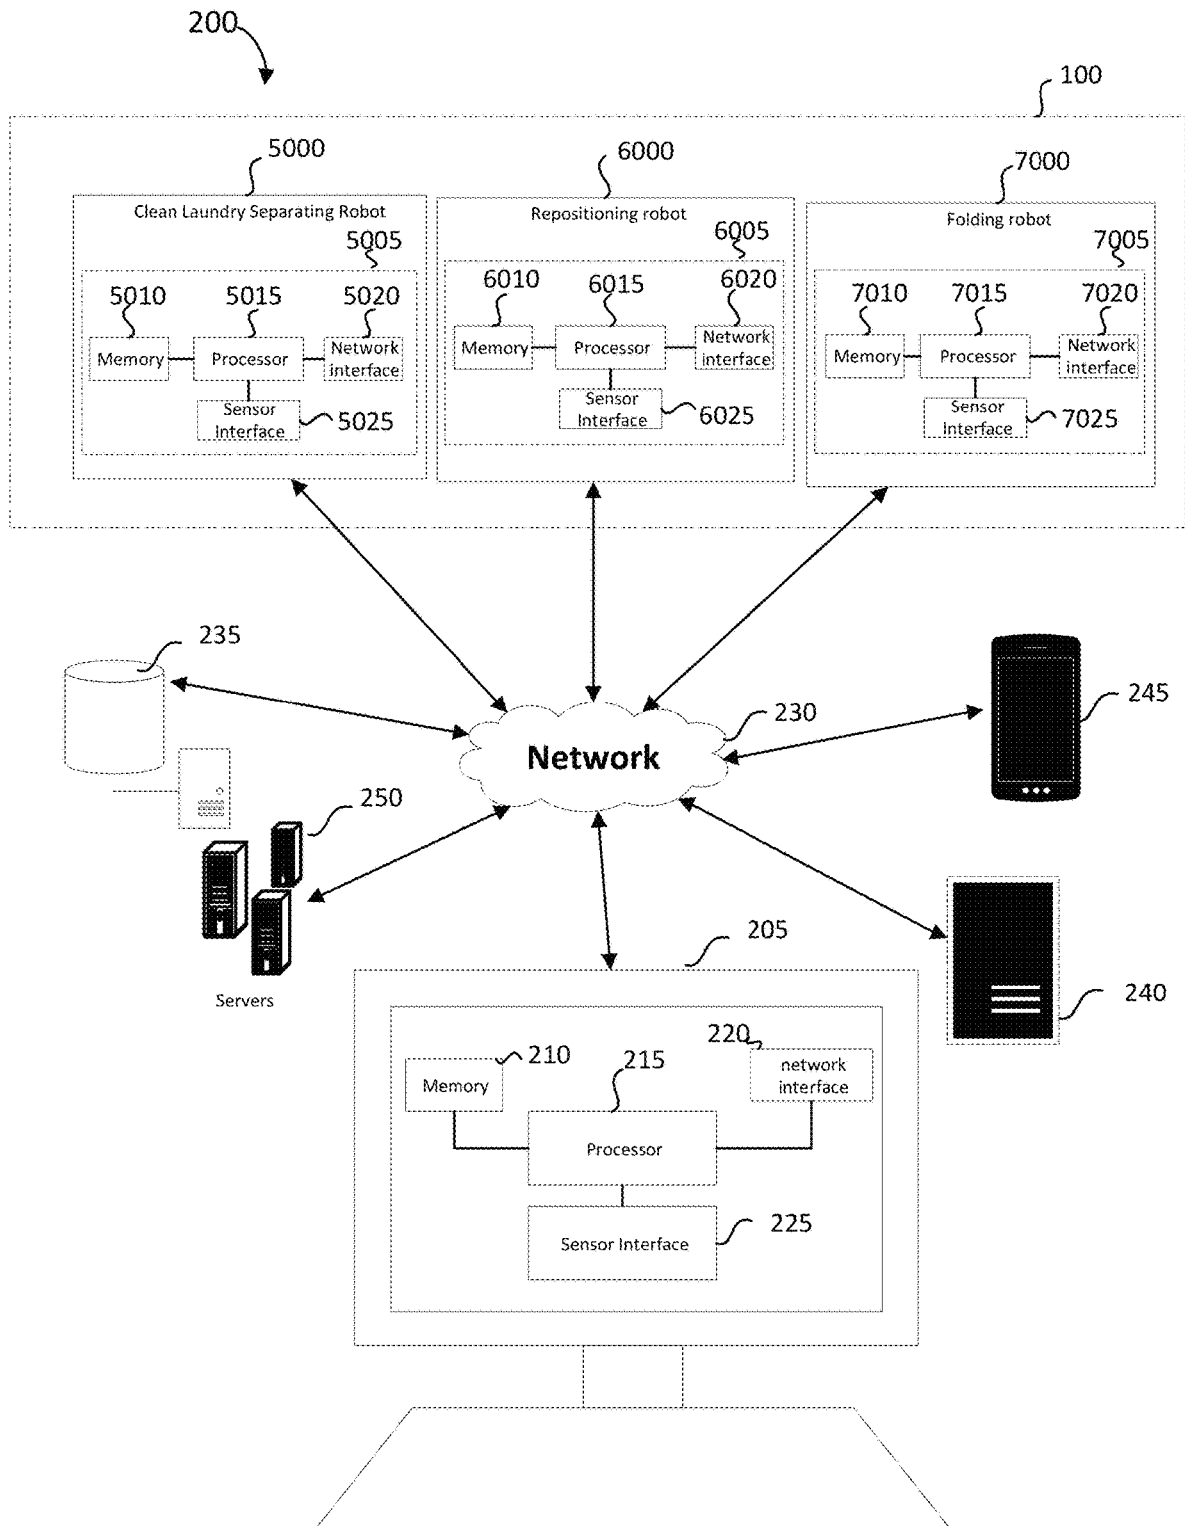 200
100
5000
6000
7000
Clean Laundry Separating Robot
Repositioning robot
Folding robot
5005
6005
7005
5010
5015
5020
6010
6015
6020
7010
7015
7020
Memory
Processor
Network
interface
Memory
Processor
Network
interface
Memory
Processor
Network
interface
Sensor
Interface
5025
Sensor
Interface
6025
Sensor
Interface
7025
235
245
230
Network
250
Servers
205
240
210
215
220
Memory
network
interface
Processor
225
Sensor Interface